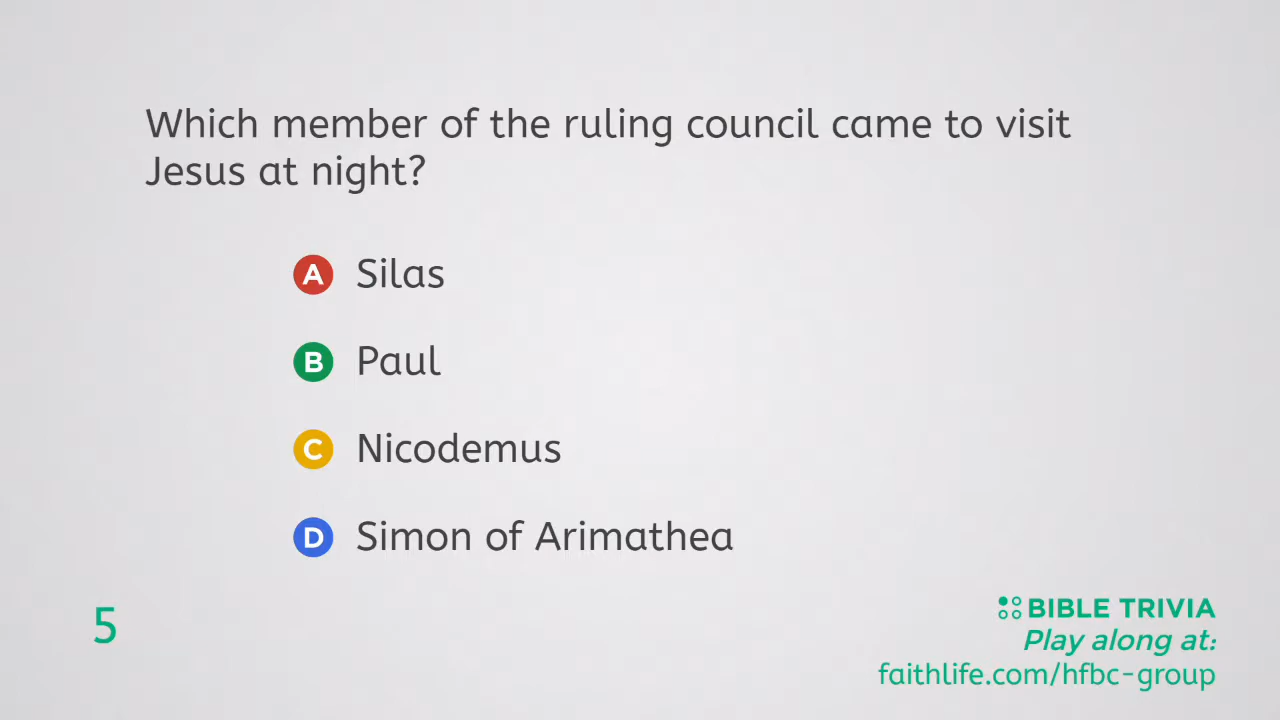 Which member of the ruling council came to visit
Jesus at night?
A Silas
B Paul
C Nicodemus
D Simon of Arimathea
5
BIBLE TRIVIA
Play along at:
faithlife.com/hfbc-group